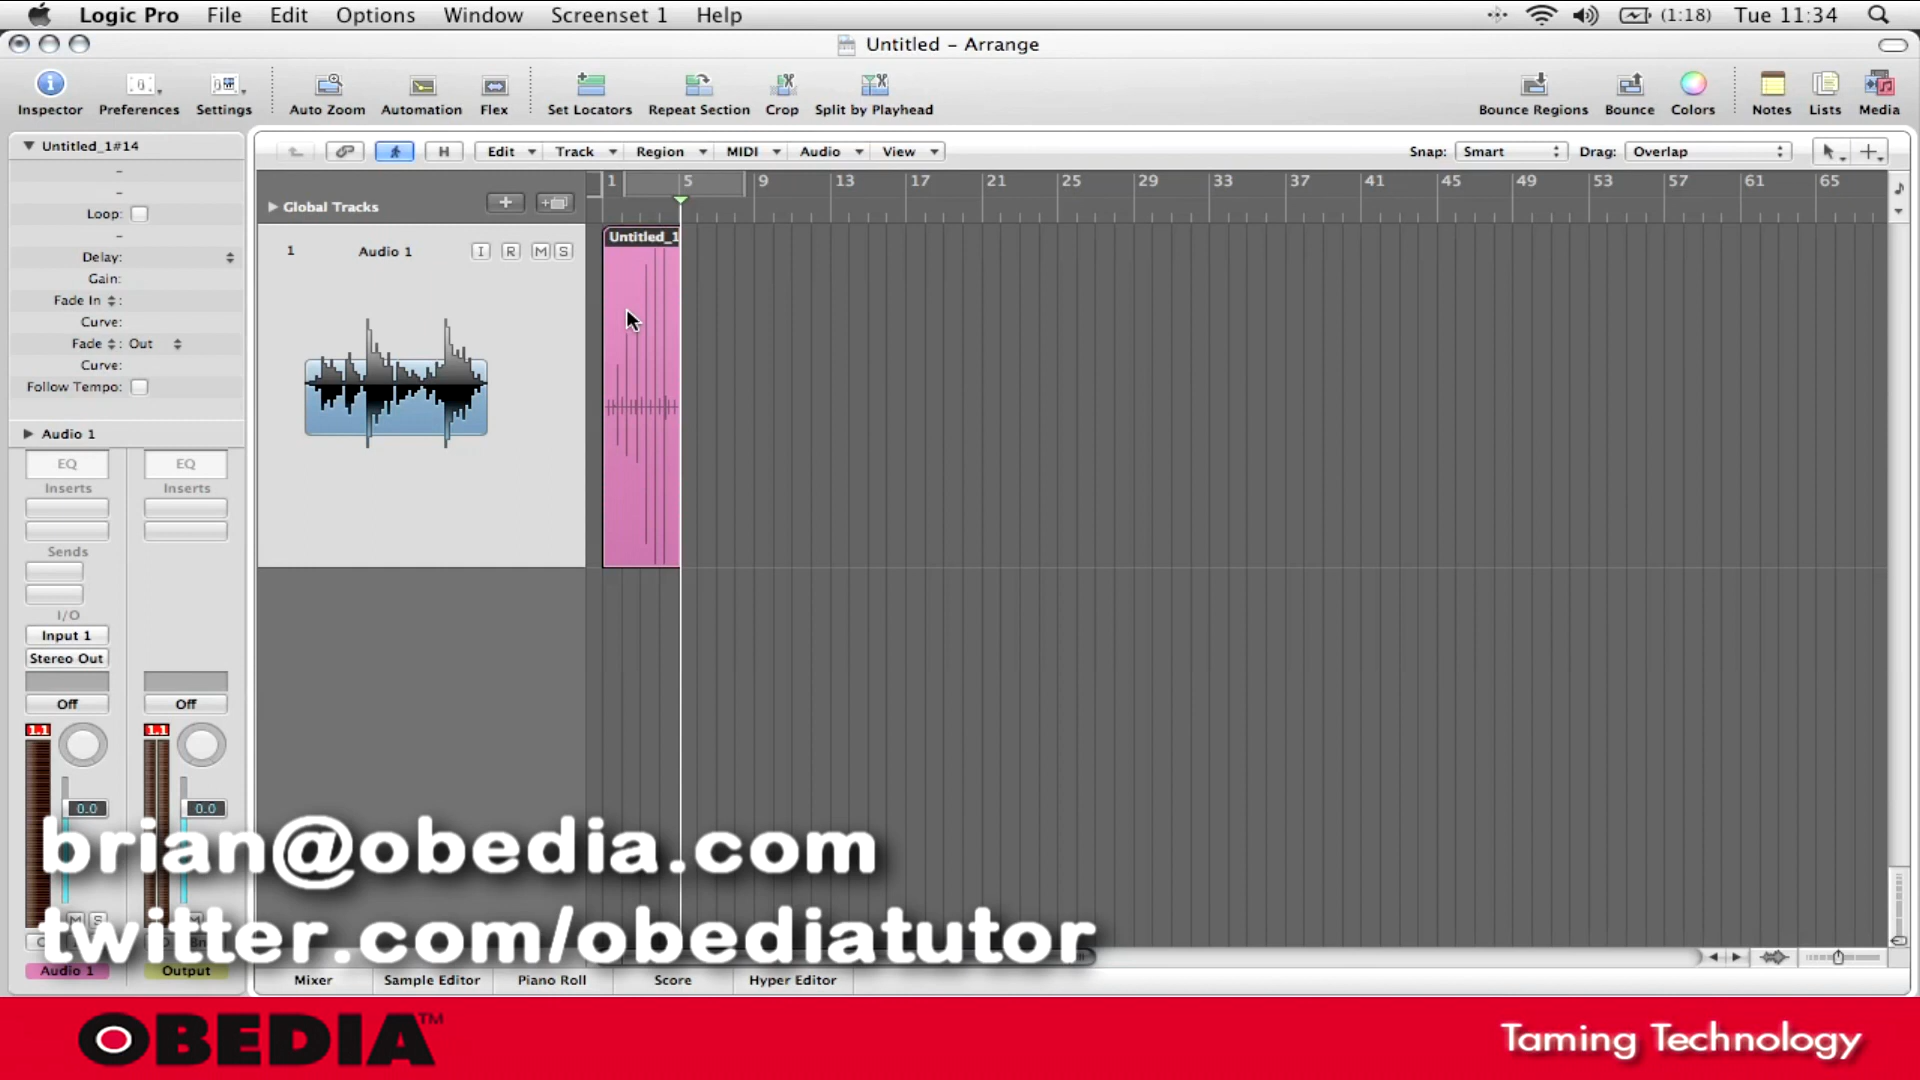 Logic Pro File Edit Options Window Screenset 1 Help (1:18) Tue 11:34
Untitled - Arrange
Inspector Preferences Settings Auto Zoom Automation Flex Set Locators Repeat Section Crop Split by Playhead Bounce Regions Bounce Colors Notes Lists Media
Untitled_1#14
H Edit Track Region MIDI Audio View Snap: Smart Drag: Overlap
1 5 9 13 17 21 25 29 33 37 41 45 49 53 57 61 65
Global Tracks
Loop:
Delay:
Gain:
Fade In :
Curve:
Fade : Out
Curve:
Follow Tempo:
1 Audio 1 I R M S
Untitled_1
Audio 1
EQ EQ
Inserts Inserts
Sends
I/O
Input 1
Stereo Out
Off Off
1.1 1.1
0.0 0.0
M S M
brian@obedia.com
twitter.com/obediatutor
Audio 1 Output
Mixer Sample Editor Piano Roll Score Hyper Editor
OBEDIA™
Taming Technology